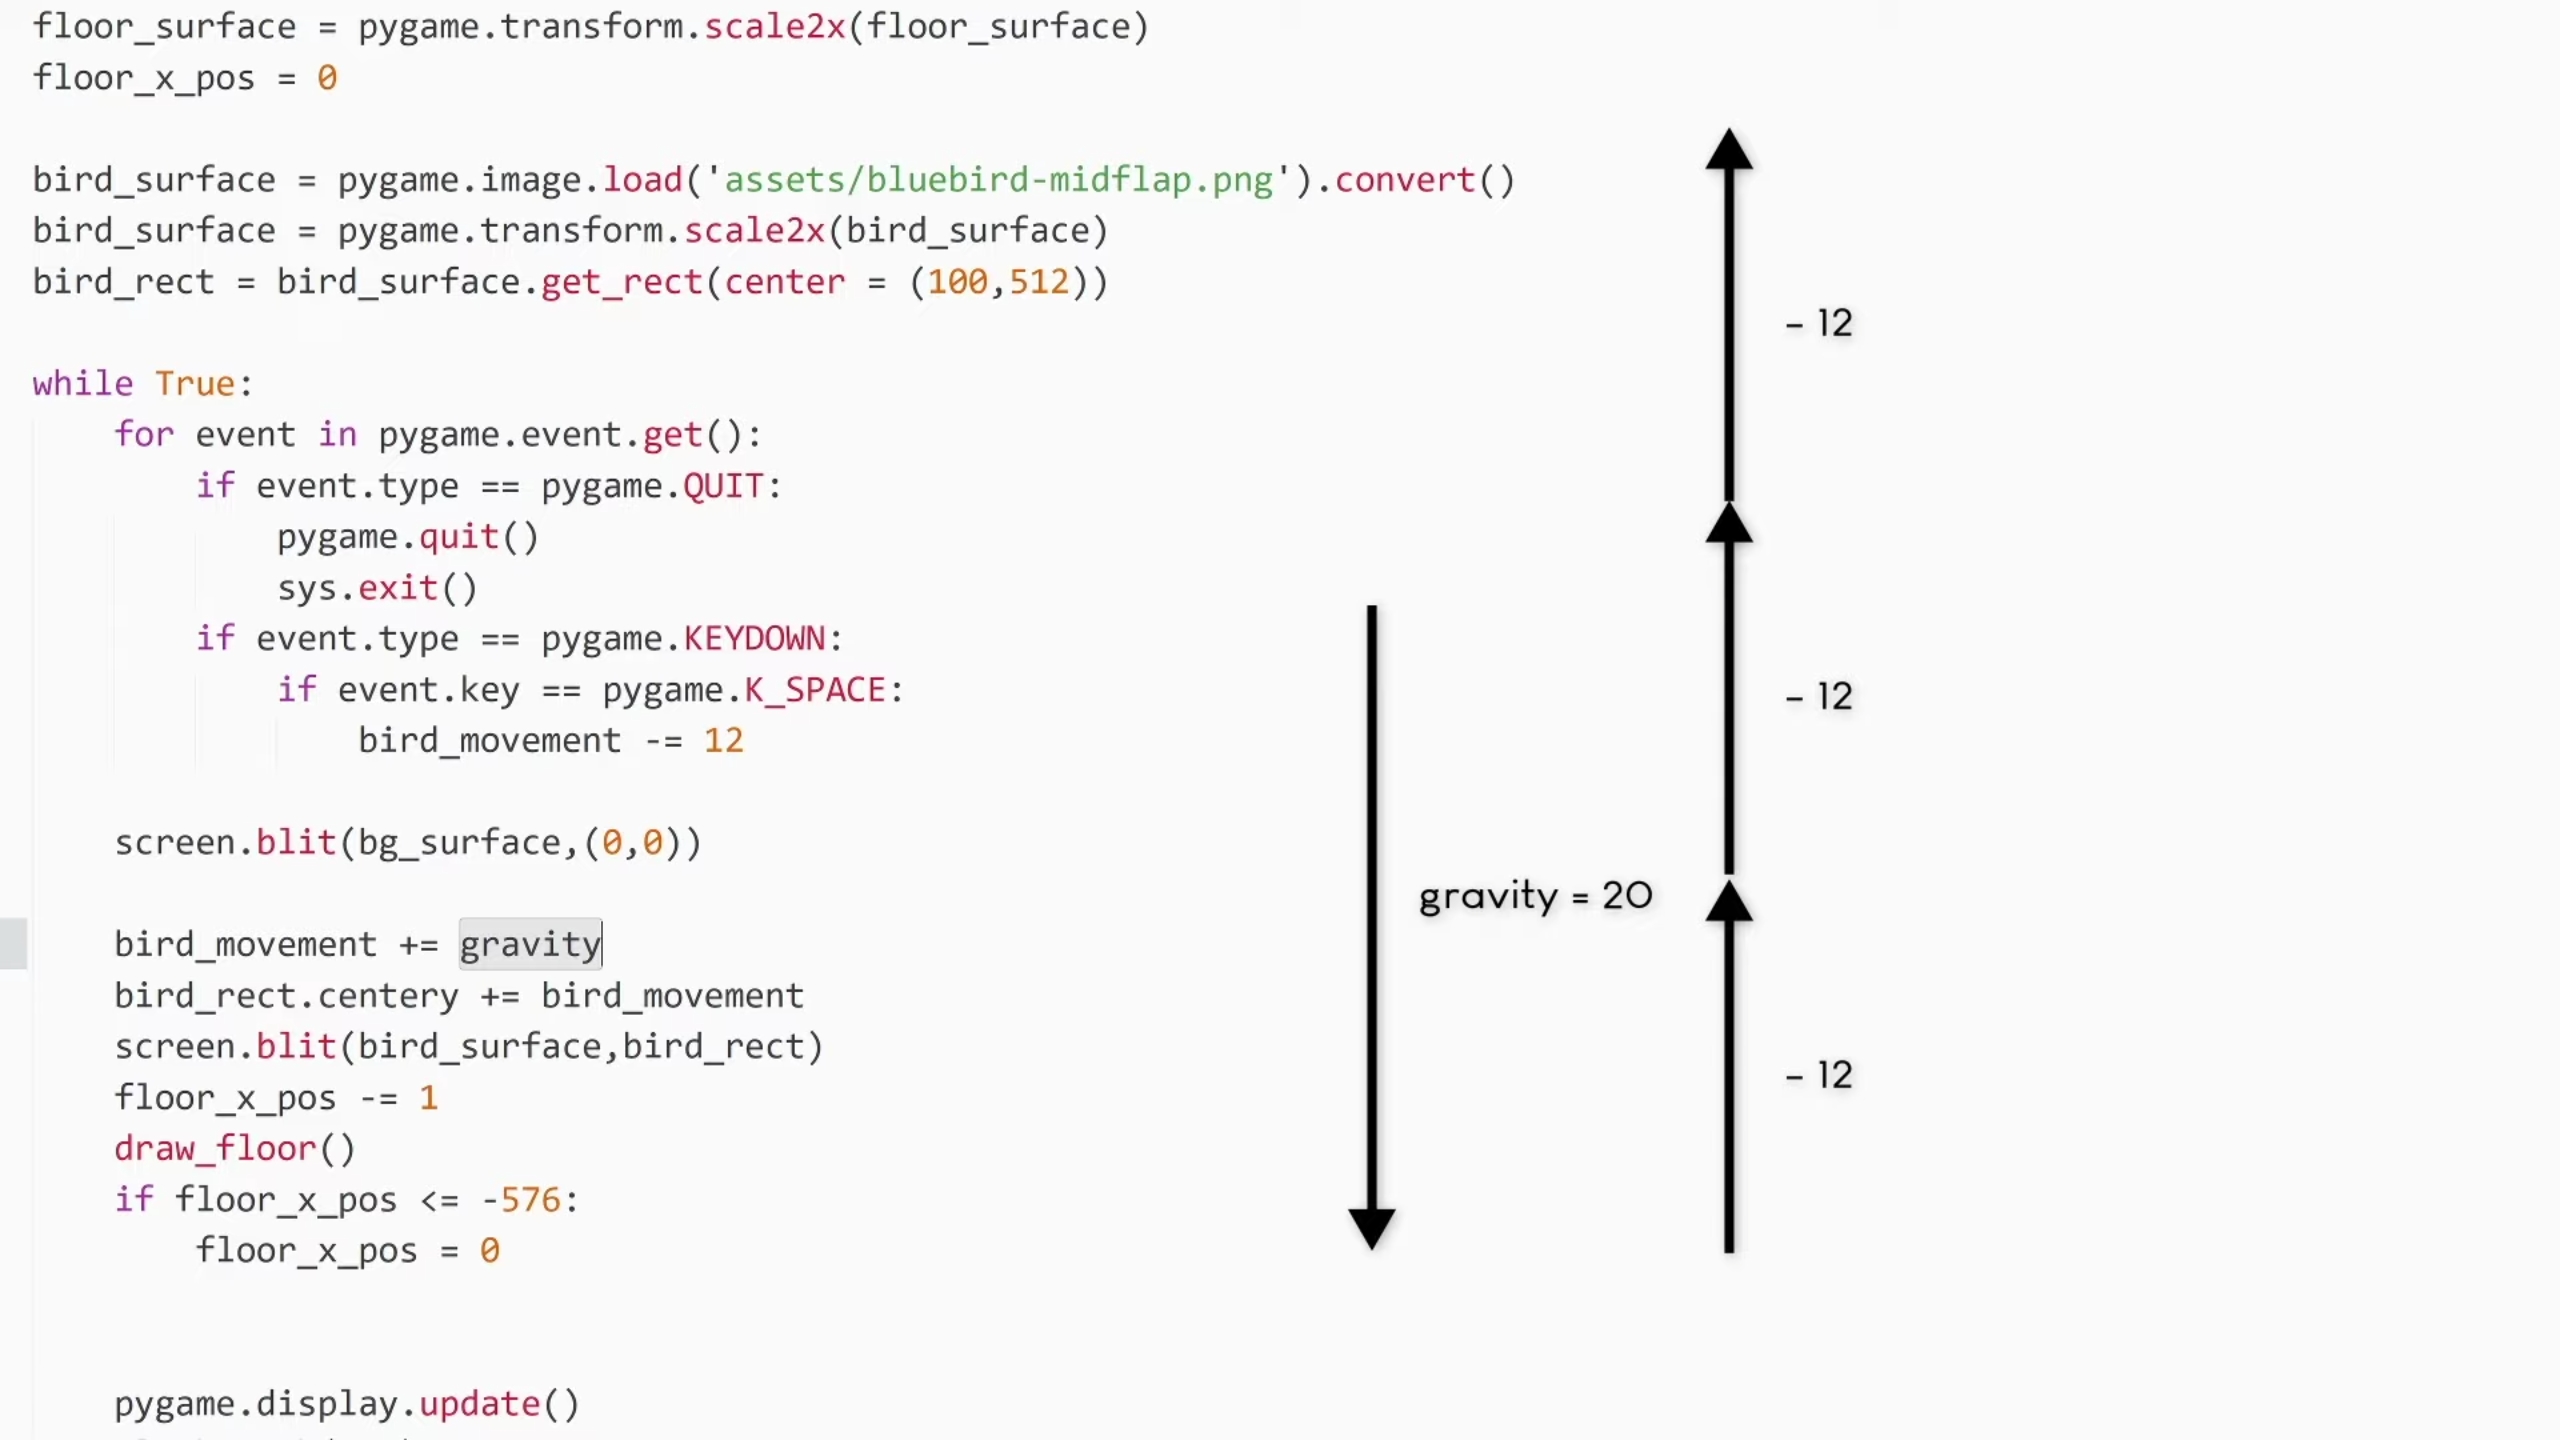 floor_surface = pygame.transform.scale2x(floor_surface)
floor_x_pos = 0
bird_surface = pygame.image.load('assets/bluebird-midflap.png').convert()
bird_surface = pygame.transform.scale2x(bird_surface)
bird_rect = bird_surface.get_rect(center = (100,512))
while True:
    for event in pygame.event.get():
        if event.type == pygame.QUIT:
            pygame.quit()
            sys.exit()
        if event.type == pygame.KEYDOWN:
            if event.key == pygame.K_SPACE:
                bird_movement -= 12
    screen.blit(bg_surface,(0,0))
    bird_movement += gravity
    bird_rect.centery += bird_movement
    screen.blit(bird_surface,bird_rect)
    floor_x_pos -= 1
    draw_floor()
    if floor_x_pos <= -576:
        floor_x_pos = 0
    pygame.display.update()
gravity = 20
- 12
- 12
- 12